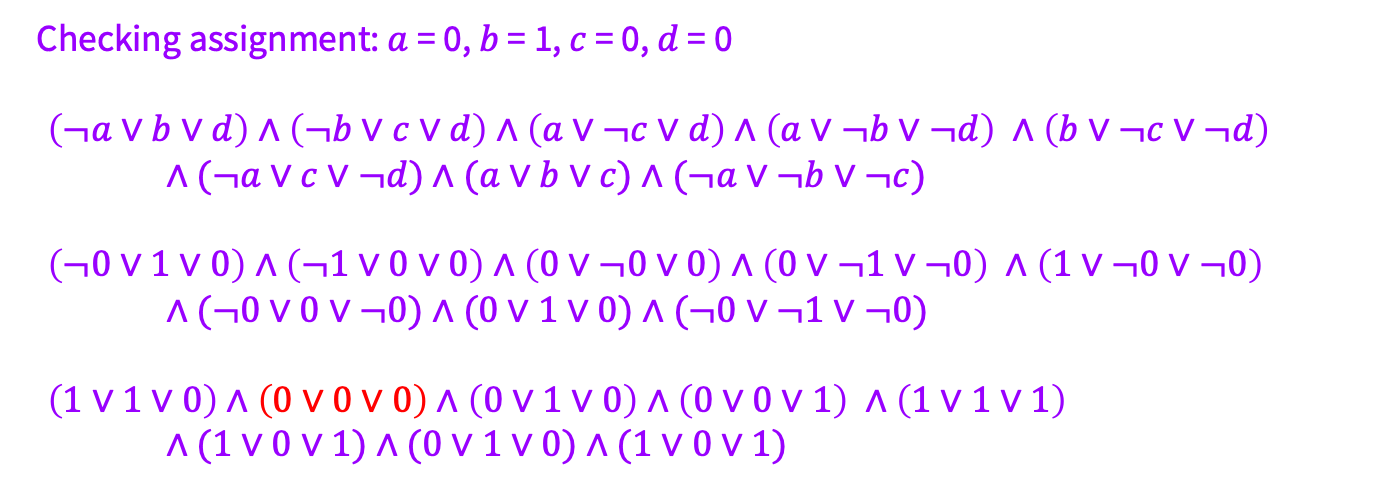 Checking assignment: a = 0, b = 1, c = 0, d = 0
(¬a ∨ b ∨ d) ∧ (¬b ∨ c ∨ d) ∧ (a ∨ ¬c ∨ d) ∧ (a ∨ ¬b ∨ ¬d) ∧ (b ∨ ¬c ∨ ¬d)
∧ (¬a ∨ c ∨ ¬d) ∧ (a ∨ b ∨ c) ∧ (¬a ∨ ¬b ∨ ¬c)
(¬0 ∨ 1 ∨ 0) ∧ (¬1 ∨ 0 ∨ 0) ∧ (0 ∨ ¬0 ∨ 0) ∧ (0 ∨ ¬1 ∨ ¬0) ∧ (1 ∨ ¬0 ∨ ¬0)
∧ (¬0 ∨ 0 ∨ ¬0) ∧ (0 ∨ 1 ∨ 0) ∧ (¬0 ∨ ¬1 ∨ ¬0)
(1 ∨ 1 ∨ 0) ∧ (0 ∨ 0 ∨ 0) ∧ (0 ∨ 1 ∨ 0) ∧ (0 ∨ 0 ∨ 1) ∧ (1 ∨ 1 ∨ 1)
∧ (1 ∨ 0 ∨ 1) ∧ (0 ∨ 1 ∨ 0) ∧ (1 ∨ 0 ∨ 1)